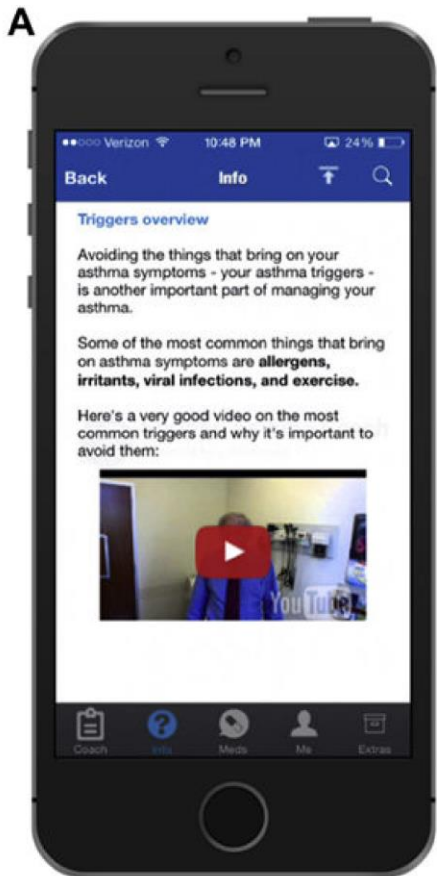 A
Verizon 10:48 PM 24%
Back Info
Triggers overview
Avoiding the things that bring on your
asthma symptoms - your asthma triggers -
is another important part of managing your
asthma.
Some of the most common things that bring
on asthma symptoms are allergens,
irritants, viral infections, and exercise.
Here's a very good video on the most
common triggers and why it's important to
avoid them:
YouTube
Coach Info Meds Me Extras